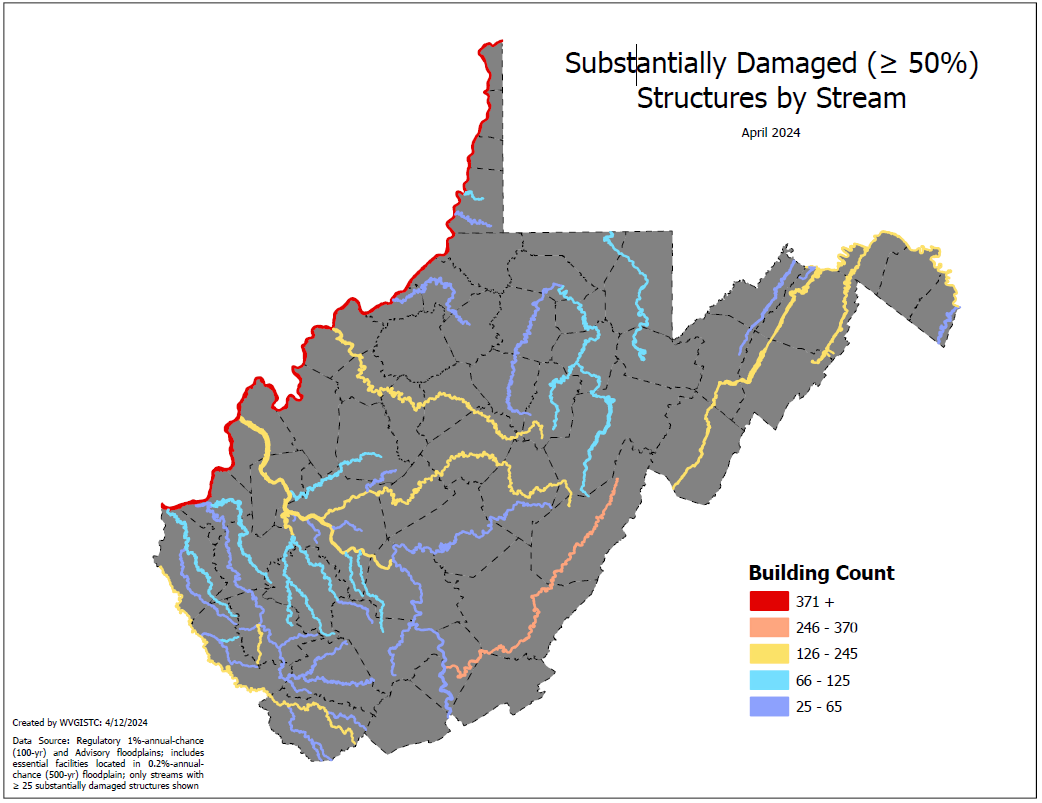 Substantially Damaged (≥ 50%)
Structures by Stream
April 2024
Building Count
371 +
246 - 370
126 - 245
66 - 125
25 - 65
Created by WVGISTC: 4/12/2024
Data Source: Regulatory 1%-annual-chance
(100-yr) and Advisory floodplains; includes
essential facilities located in 0.2%-annual-
chance (500-yr) floodplain; only streams with
≥ 25 substantially damaged structures shown